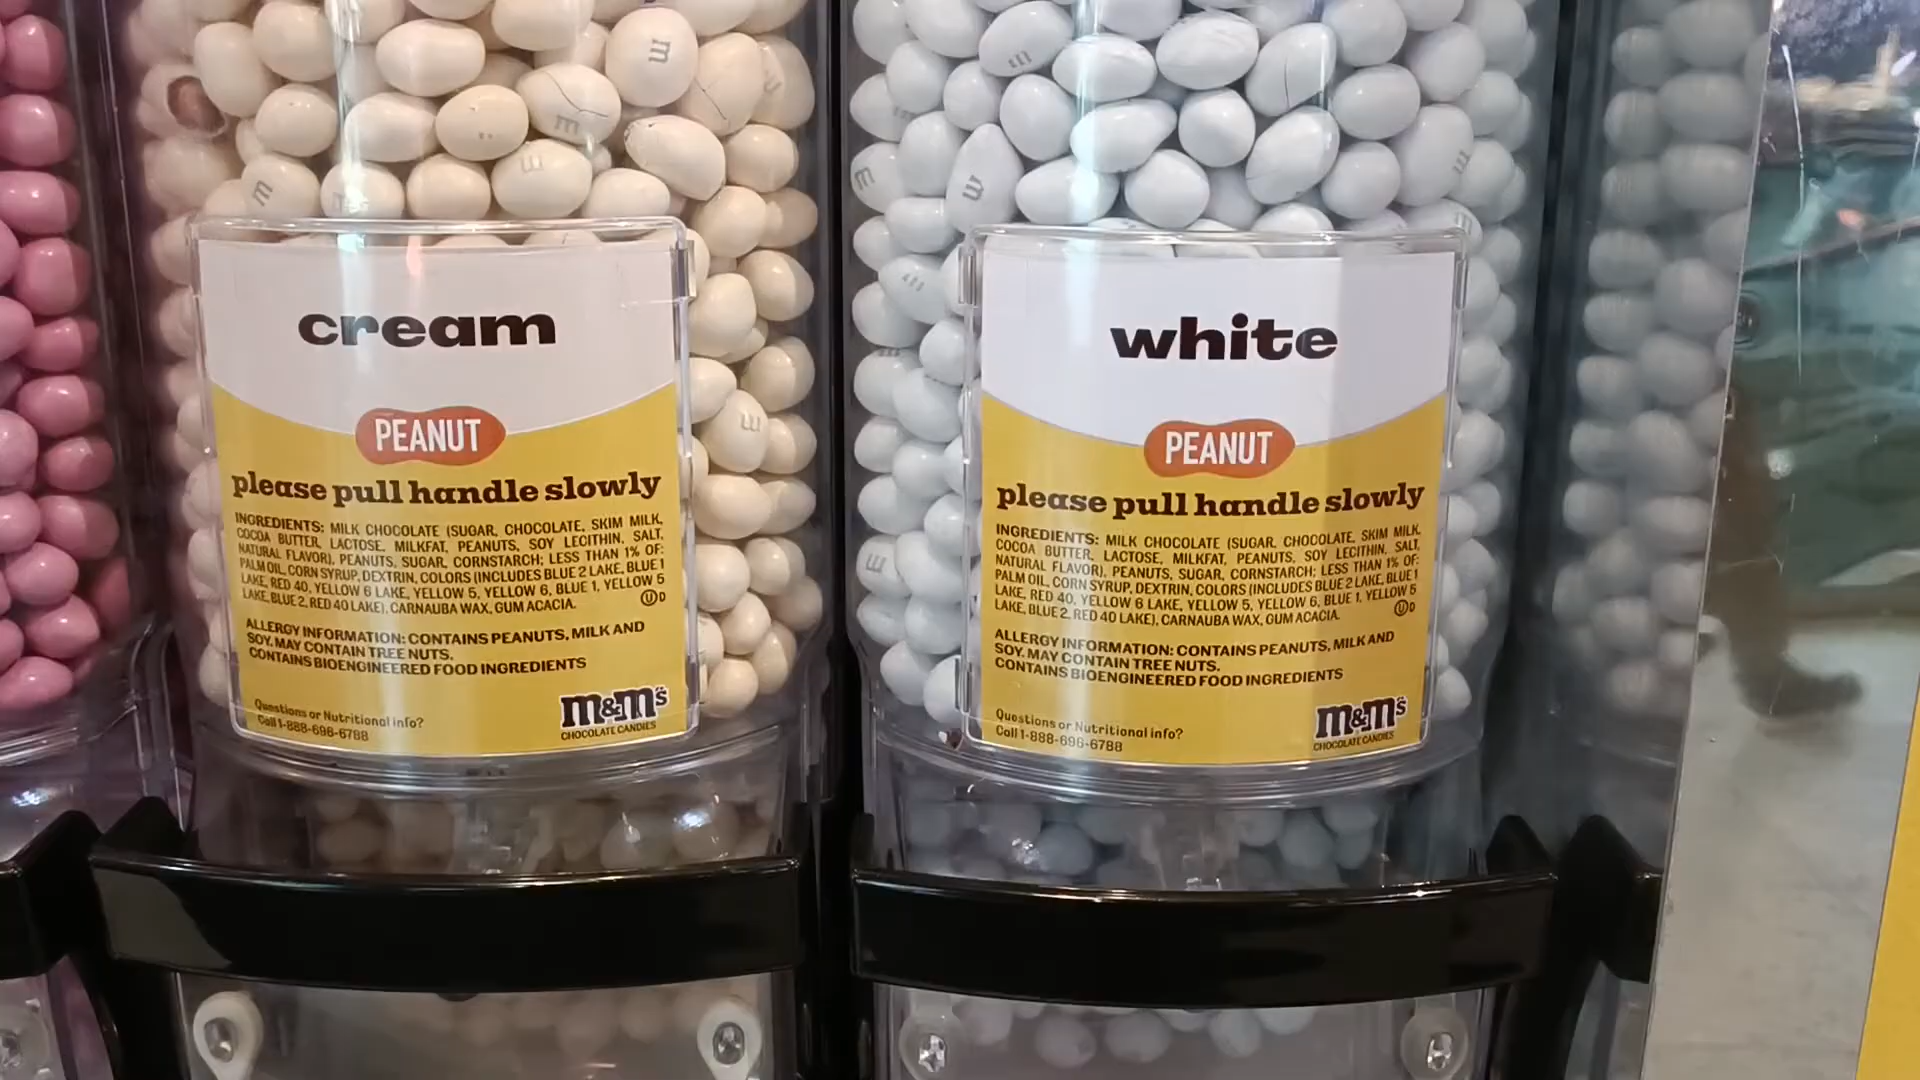 cream
PEANUT
please pull handle slowly
INGREDIENTS: MILK CHOCOLATE (SUGAR, CHOCOLATE, SKIM MILK,
COCOA BUTTER, LACTOSE, MILKFAT, PEANUTS, SOY LECITHIN, SALT,
NATURAL FLAVOR), PEANUTS, SUGAR, CORNSTARCH; LESS THAN 1% OF:
PALM OIL, CORN SYRUP, DEXTRIN, COLORS (INCLUDES BLUE 2 LAKE, BLUE 1
LAKE, RED 40, YELLOW 6 LAKE, YELLOW 5, YELLOW 6, BLUE 1, YELLOW 5
LAKE, BLUE 2, RED 40 LAKE), CARNAUBA WAX, GUM ACACIA.
U D
ALLERGY INFORMATION: CONTAINS PEANUTS, MILK AND
SOY. MAY CONTAIN TREE NUTS.
CONTAINS BIOENGINEERED FOOD INGREDIENTS
Questions or Nutritional info?
Call 1-888-696-6788
m&m's
CHOCOLATE CANDIES
white
PEANUT
please pull handle slowly
INGREDIENTS: MILK CHOCOLATE (SUGAR, CHOCOLATE, SKIM MILK,
COCOA BUTTER, LACTOSE, MILKFAT, PEANUTS, SOY LECITHIN, SALT,
NATURAL FLAVOR), PEANUTS, SUGAR, CORNSTARCH; LESS THAN 1% OF:
PALM OIL, CORN SYRUP, DEXTRIN, COLORS (INCLUDES BLUE 2 LAKE, BLUE 1
LAKE, RED 40, YELLOW 6 LAKE, YELLOW 5, YELLOW 6, BLUE 1, YELLOW 5
LAKE, BLUE 2, RED 40 LAKE), CARNAUBA WAX, GUM ACACIA.
U D
ALLERGY INFORMATION: CONTAINS PEANUTS, MILK AND
SOY. MAY CONTAIN TREE NUTS.
CONTAINS BIOENGINEERED FOOD INGREDIENTS
Questions or Nutritional info?
Call 1-888-696-6788
m&m's
CHOCOLATE CANDIES